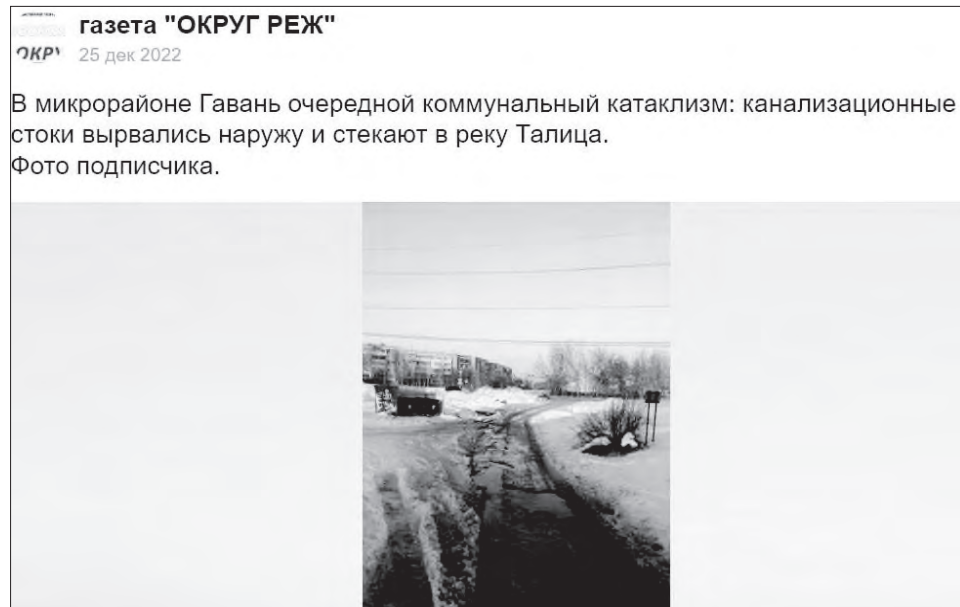 газета "ОКРУГ РЕЖ"
ОКРУ
25 дек 2022
В микрорайоне Гавань очередной коммунальный катаклизм: канализационные
стоки вырвались наружу и стекают в реку Талица.
Фото подписчика.